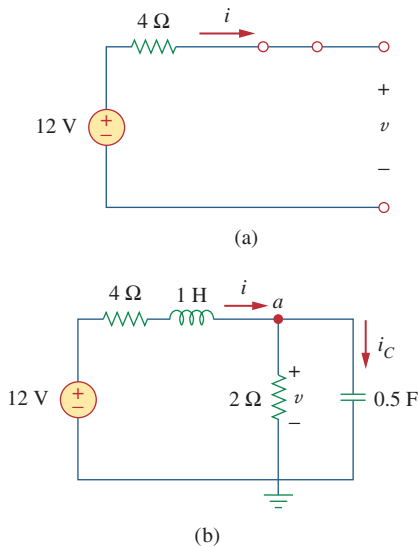 4 Ω i
12 V + − + v −
(a)
4 Ω 1 H i a
i_C
12 V + − 2 Ω + v − 0.5 F
(b)